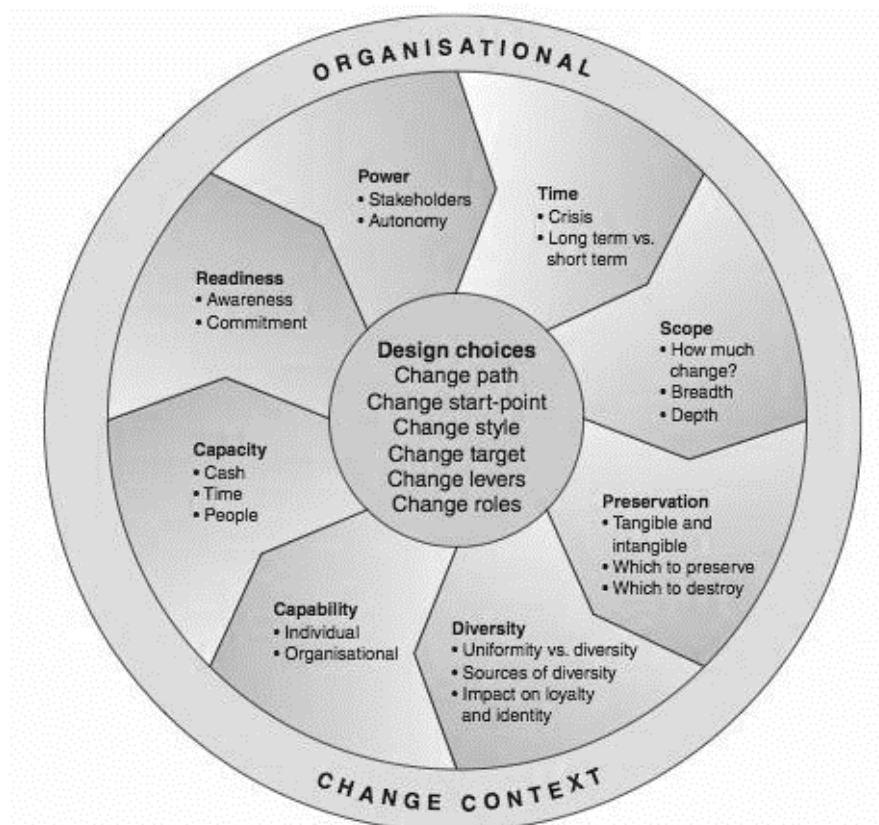 ORGANISATIONAL
Power
• Stakeholders
• Autonomy
Time
• Crisis
• Long term vs.
short term
Scope
• How much
change?
• Breadth
• Depth
Preservation
• Tangible and
intangible
• Which to preserve
• Which to destroy
Diversity
• Uniformity vs. diversity
• Sources of diversity
• Impact on loyalty
and identity
Capability
• Individual
• Organisational
Capacity
• Cash
• Time
• People
Readiness
• Awareness
• Commitment
Design choices
Change path
Change start-point
Change style
Change target
Change levers
Change roles
CHANGE CONTEXT